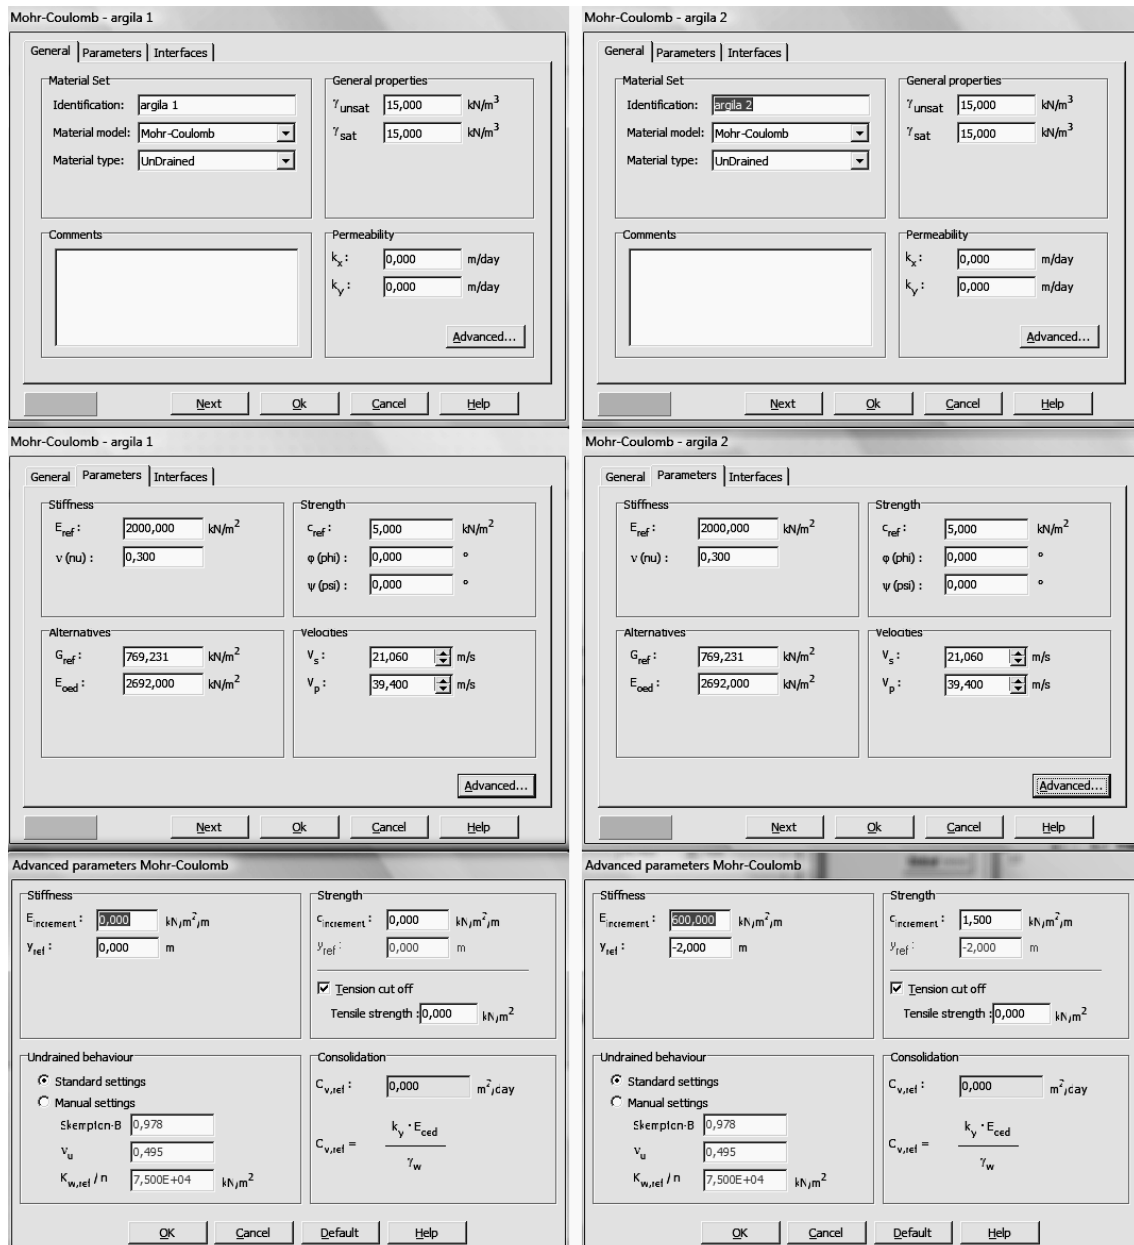 Mohr-Coulomb - argila 1
General Parameters Interfaces
Material Set
Identification: argila 1
Material model: Mohr-Coulomb
Material type: UnDrained
General properties
γunsat 15,000 kN/m3
γsat 15,000 kN/m3
Comments
Permeability
kx: 0,000 m/day
ky: 0,000 m/day
Advanced...
Next Ok Cancel Help
Mohr-Coulomb - argila 2
General Parameters Interfaces
Material Set
Identification: argila 2
Material model: Mohr-Coulomb
Material type: UnDrained
General properties
γunsat 15,000 kN/m3
γsat 15,000 kN/m3
Comments
Permeability
kx: 0,000 m/day
ky: 0,000 m/day
Advanced...
Next Ok Cancel Help
Mohr-Coulomb - argila 1
General Parameters Interfaces
Stiffness
Eref: 2000,000 kN/m2
ν (nu) : 0,300
Strength
cref: 5,000 kN/m2
φ (phi) : 0,000 °
ψ (psi) : 0,000 °
Alternatives
Gref: 769,231 kN/m2
Eoed: 2692,000 kN/m2
Velocities
Vs: 21,060 m/s
Vp: 39,400 m/s
Advanced...
Next Ok Cancel Help
Mohr-Coulomb - argila 2
General Parameters Interfaces
Stiffness
Eref: 2000,000 kN/m2
ν (nu) : 0,300
Strength
cref: 5,000 kN/m2
φ (phi) : 0,000 °
ψ (psi) : 0,000 °
Alternatives
Gref: 769,231 kN/m2
Eoed: 2692,000 kN/m2
Velocities
Vs: 21,060 m/s
Vp: 39,400 m/s
Advanced...
Next Ok Cancel Help
Advanced parameters Mohr-Coulomb
Stiffness
Eincrement: 0,000 kN/m2/m
yref: 0,000 m
Strength
cincrement: 0,000 kN/m2/m
yref: 0,000 m
Tension cut off
Tensile strength : 0,000 kN/m2
Undrained behaviour
Standard settings
Manual settings
Skempton-B 0,978
νu 0,495
Kw,ref / n 7,500E+04 kN/m2
Consolidation
Cv,ref: 0,000 m2/day
Cv,ref = ky · Eoed
γw
OK Cancel Default Help
Advanced parameters Mohr-Coulomb
Stiffness
Eincrement: 600,000 kN/m2/m
yref: -2,000 m
Strength
cincrement: 1,500 kN/m2/m
yref: -2,000 m
Tension cut off
Tensile strength : 0,000 kN/m2
Undrained behaviour
Standard settings
Manual settings
Skempton-B 0,978
νu 0,495
Kw,ref / n 7,500E+04 kN/m2
Consolidation
Cv,ref: 0,000 m2/day
Cv,ref = ky · Eoed
γw
OK Cancel Default Help